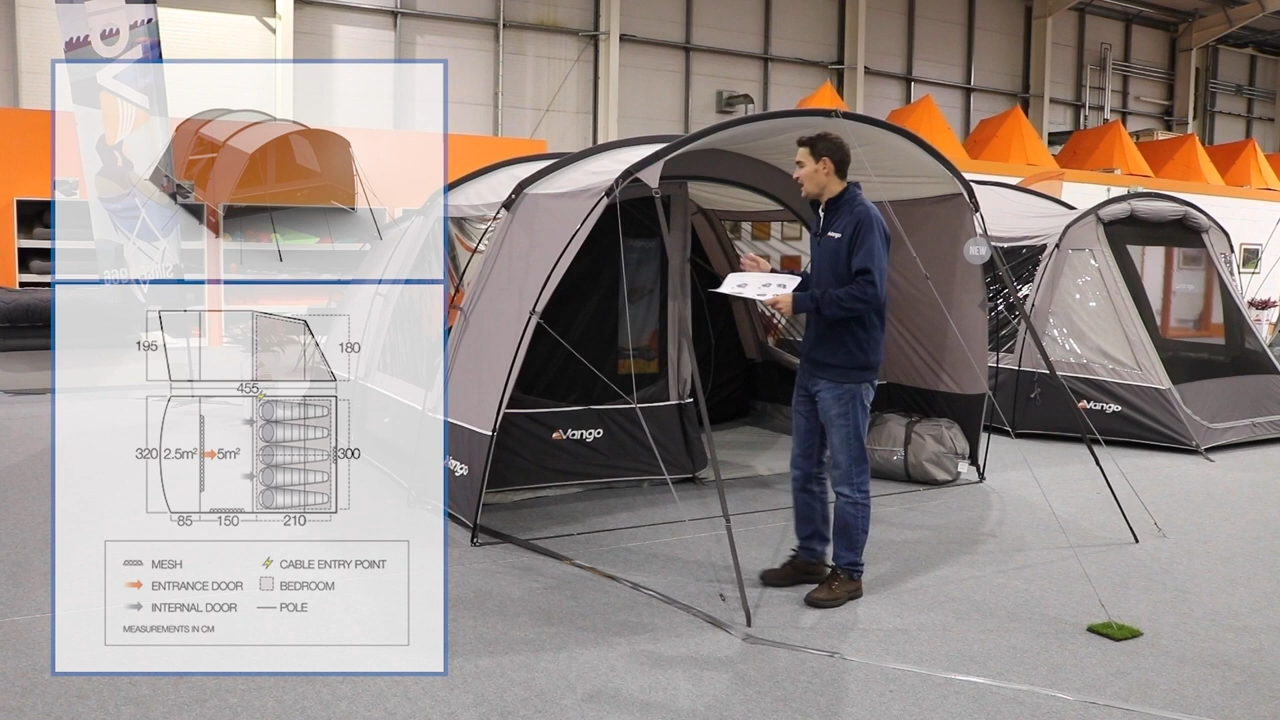 195
180
455
320
2.5m²
5m²
300
85
150
210
MESH
CABLE ENTRY POINT
ENTRANCE DOOR
BEDROOM
INTERNAL DOOR
POLE
MEASUREMENTS IN CM
Vango
Vango
Vango
NEW